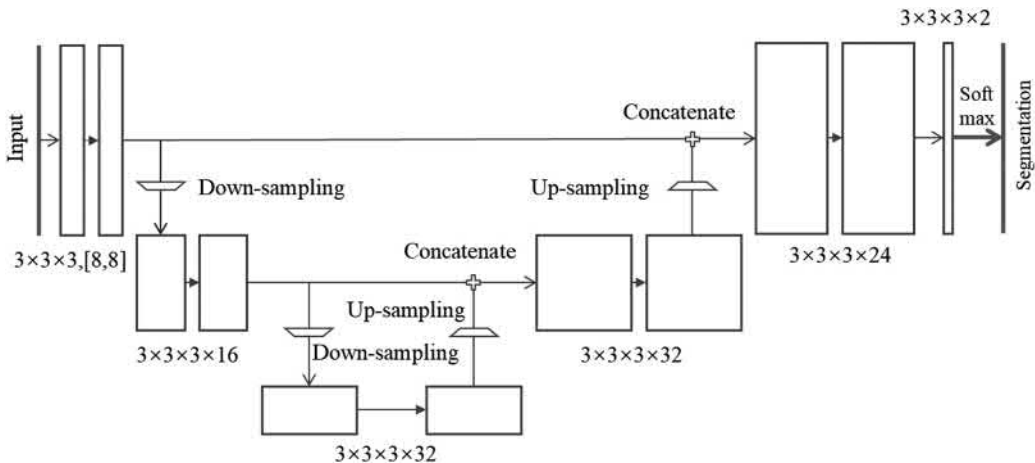 3×3×3×2
Input
Concatenate
Soft
max
Segmentation
Down-sampling
Up-sampling
3×3×3,[8,8]
Concatenate
3×3×3×24
Up-sampling
Down-sampling
3×3×3×16
3×3×3×32
3×3×3×32